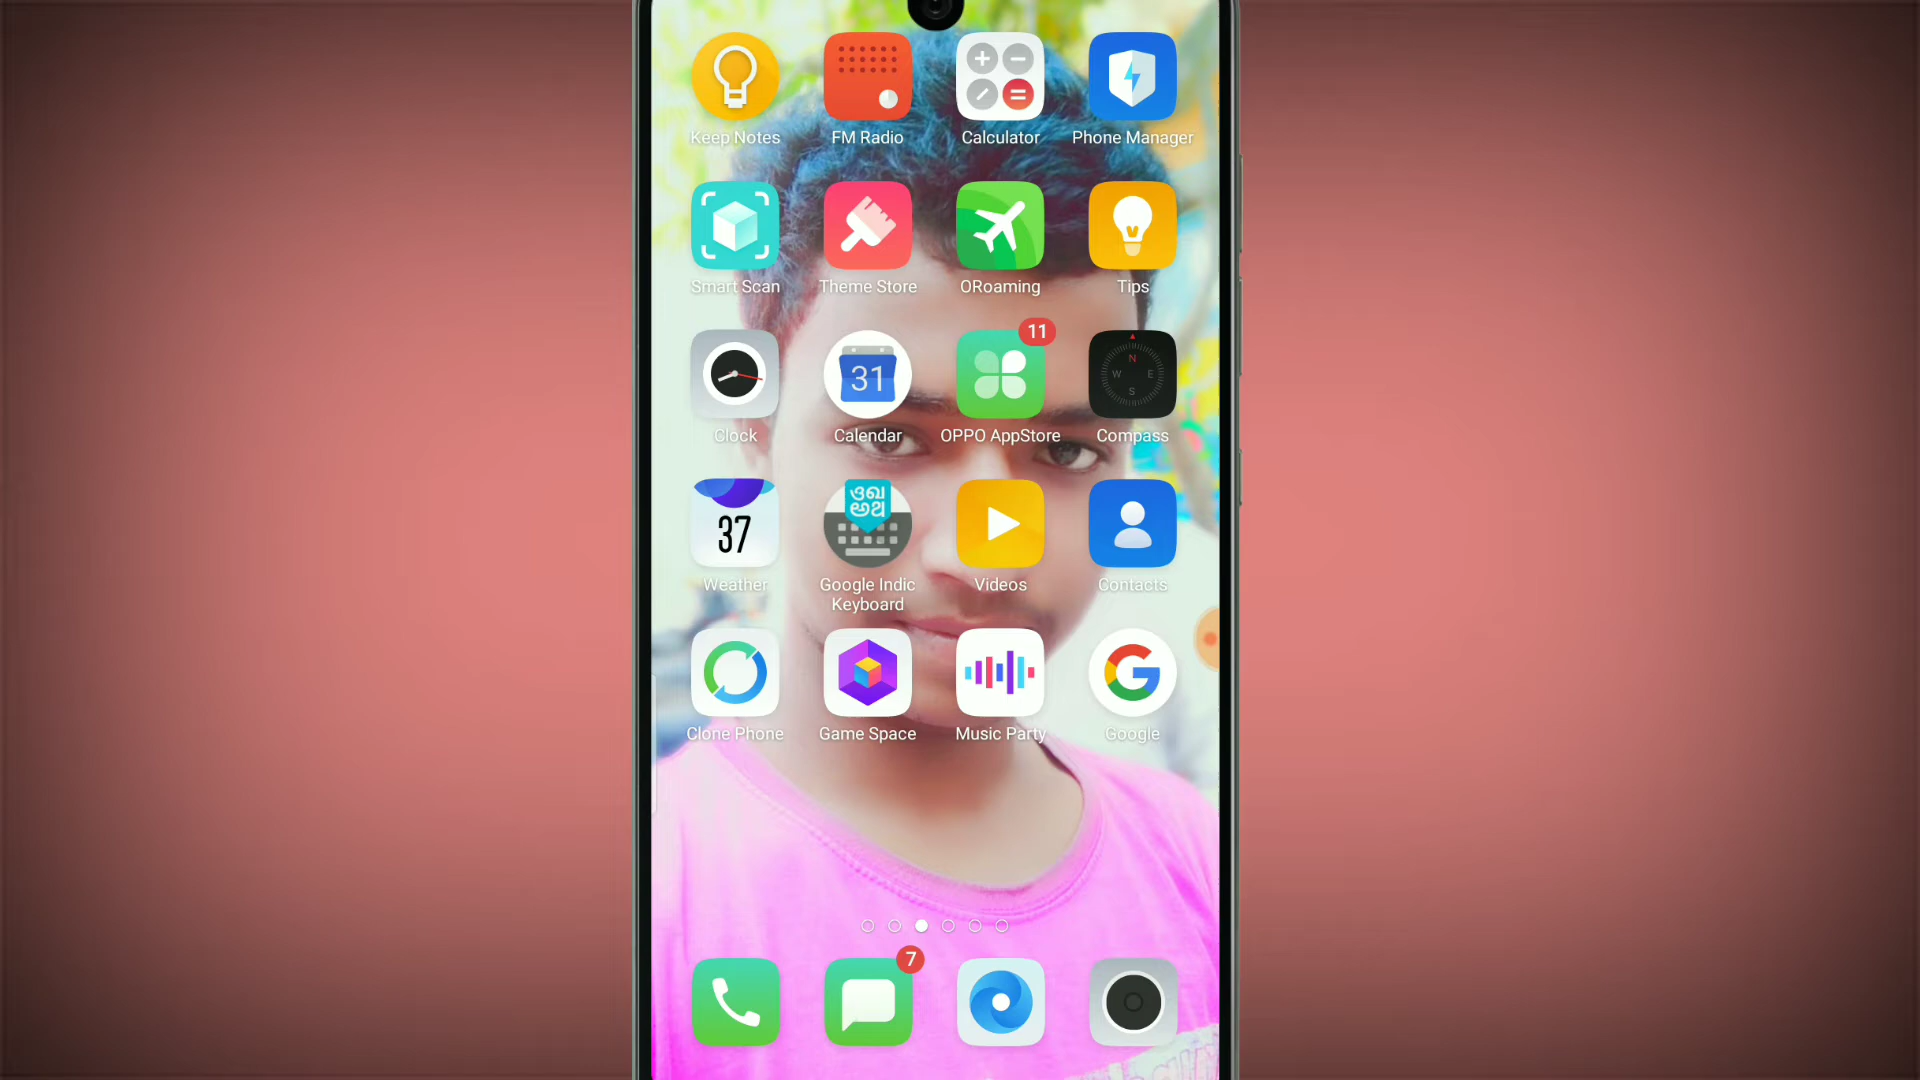 Keep Notes
FM Radio
Calculator
Phone Manager
Smart Scan
Theme Store
ORoaming
Tips
11
31
N
W
E
S
Clock
Calendar
OPPO AppStore
Compass
37
Weather
Google Indic
Keyboard
Videos
Contacts
Clone Phone
Game Space
Music Party
Google
7